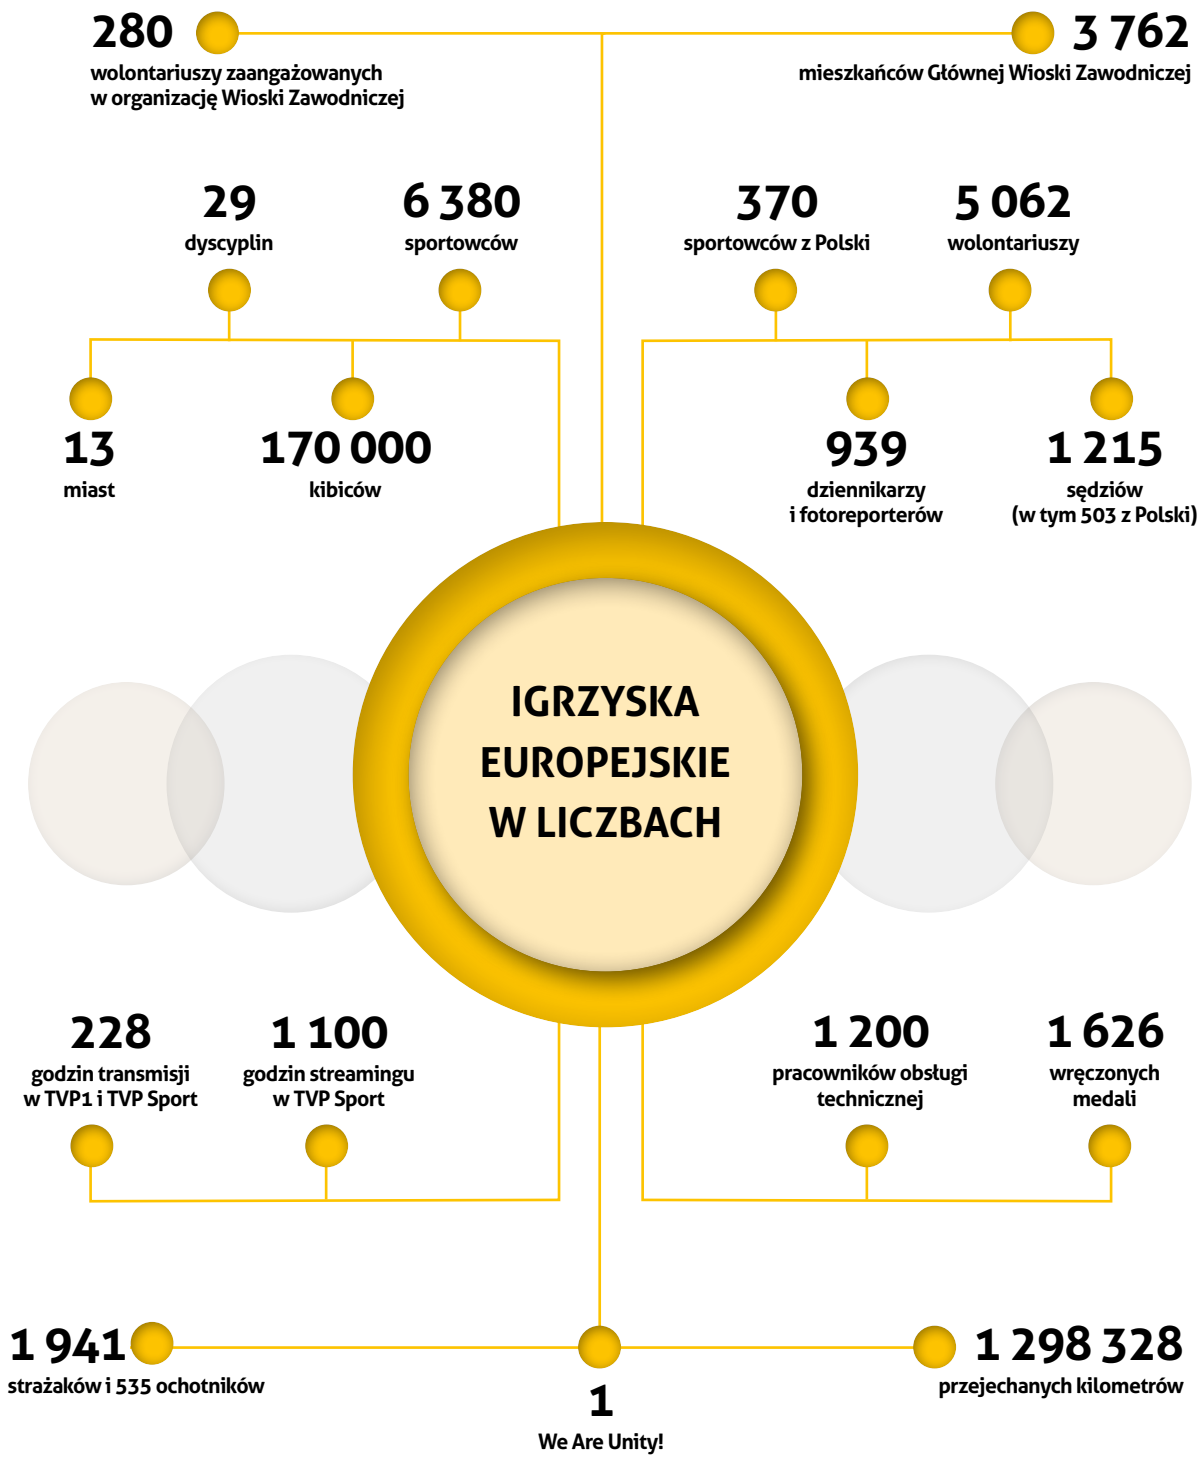 280
wolontariuszy zaangażowanych
w organizację Wioski Zawodniczej
3 762
mieszkańców Głównej Wioski Zawodniczej
29
dyscyplin
6 380
sportowców
370
sportowców z Polski
5 062
wolontariuszy
13
miast
170 000
kibiców
939
dziennikarzy
i fotoreporterów
1 215
sędziów
(w tym 503 z Polski)
IGRZYSKA
EUROPEJSKIE
W LICZBACH
228
godzin transmisji
w TVP1 i TVP Sport
1 100
godzin streamingu
w TVP Sport
1 200
pracowników obsługi
technicznej
1 626
wręczonych
medali
1 941
strażaków i 535 ochotników
1
We Are Unity!
1 298 328
przejechanych kilometrów